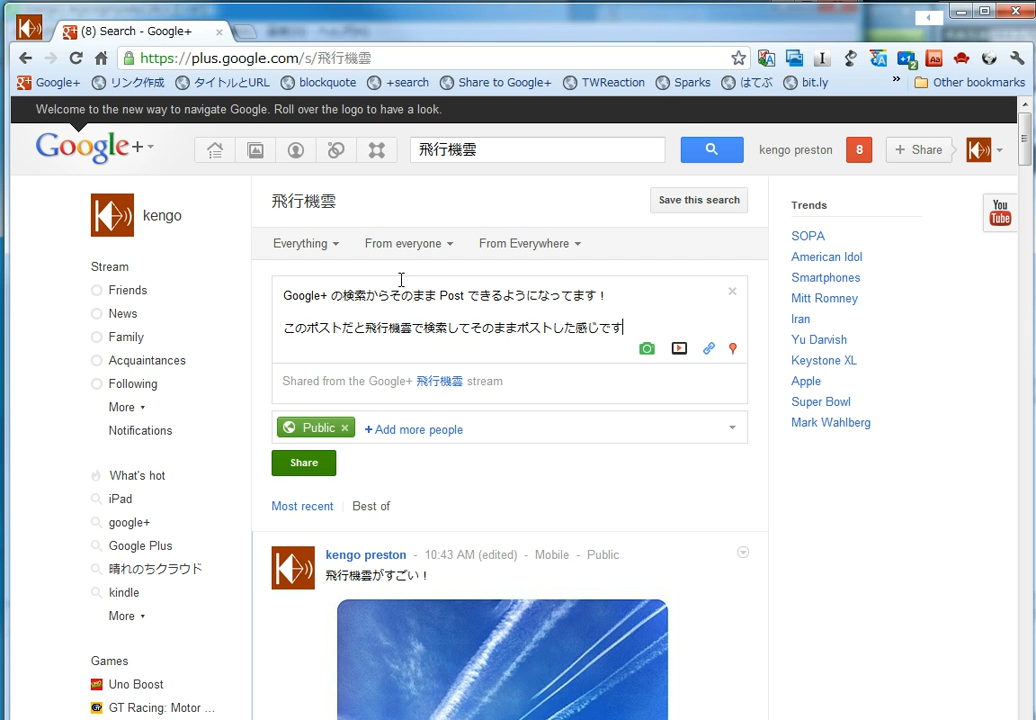 (8) Search - Google+
https://plus.google.com/s/飛行機雲
Google+ リンク作成 タイトルとURL blockquote +search Share to Google+ TWReaction Sparks はてぶ bit.ly » Other bookmarks
Welcome to the new way to navigate Google. Roll over the logo to have a look.
Google+ 飛行機雲 kengo preston 8 + Share
kengo
Stream
Friends
News
Family
Acquaintances
Following
More
Notifications
What's hot
iPad
google+
Google Plus
晴れのちクラウド
kindle
More
Games
Uno Boost
GT Racing: Motor ...
飛行機雲
Save this search
Everything From everyone From Everywhere
Google+ の検索からそのまま Post できるようになってます！
このポストだと飛行機雲で検索してそのままポストした感じです
Shared from the Google+ 飛行機雲 stream
Public × + Add more people
Share
Most recent Best of
kengo preston - 10:43 AM (edited) - Mobile - Public
飛行機雲がすごい！
Trends
SOPA
American Idol
Smartphones
Mitt Romney
Iran
Yu Darvish
Keystone XL
Apple
Super Bowl
Mark Wahlberg
You
Tube